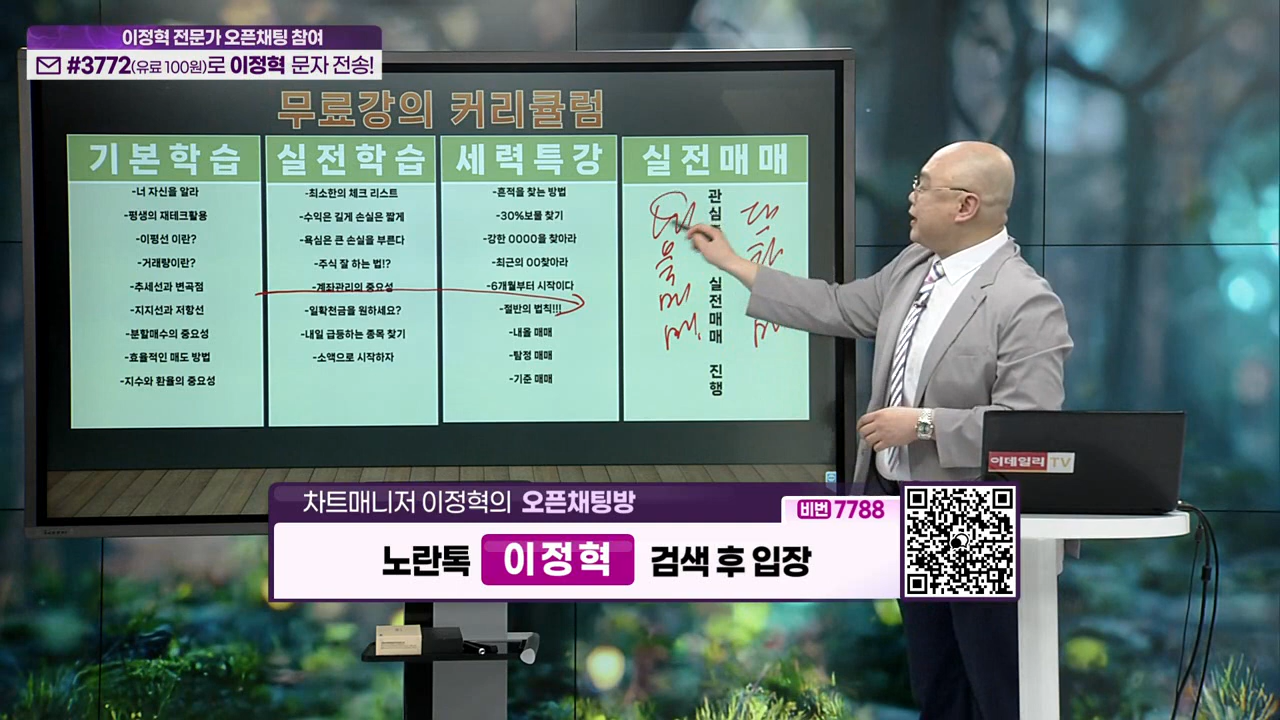 이정혁 전문가 오픈채팅 참여
#3772(유료 100원)로 이정혁 문자 전송!
무료강의 커리큘럼
기본학습
-너 자신을 알라
-평생의 재테크활용
-이평선 이란?
-거래량이란?
-추세선과 변곡점
-지지선과 저항선
-분할매수의 중요성
-효율적인 매도 방법
-지수와 환율의 중요성
실전학습
-최소한의 체크 리스트
-수익은 길게 손실은 짧게
-욕심은 큰 손실을 부른다
-주식 잘 하는 법!?
-계좌관리의 중요성
-일확천금을 원하세요?
-내일 급등하는 종목 찾기
-소액으로 시작하자
세력특강
-흔적을 찾는 방법
-30%보물 찾기
-강한 0000을 찾아라
-최근의 00찾아라
-6개월부터 시작이다
-절반의 법칙!!!
-내올 매매
-탐정 매매
-기준 매매
실전매매
관심
실전매매
진행
이데일리 TV
차트매니저 이정혁의 오픈채팅방
비번 7788
노란톡 이정혁 검색 후 입장